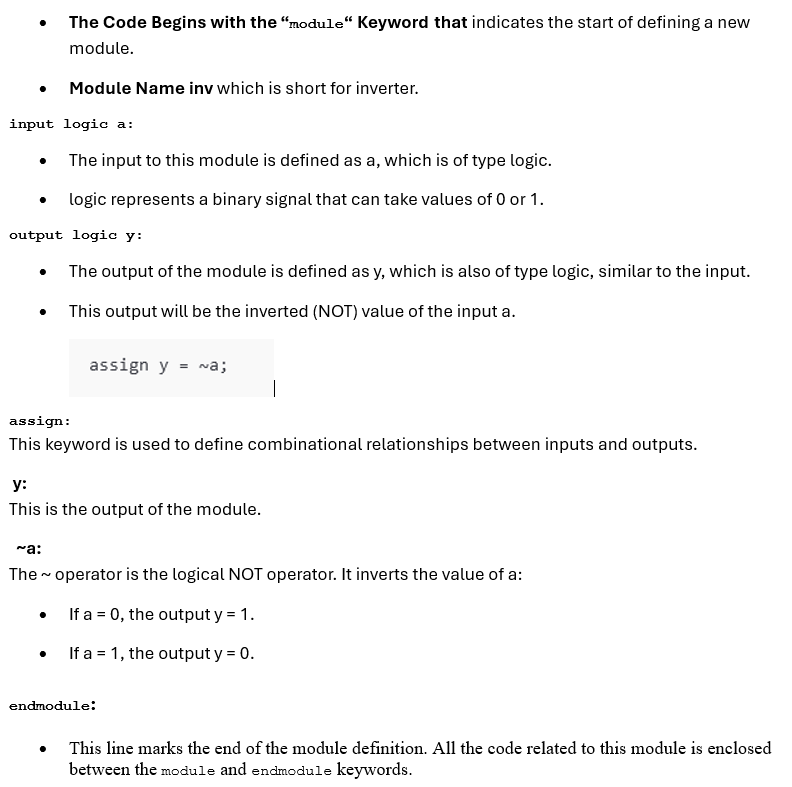 • The Code Begins with the “module“ Keyword that indicates the start of defining a new
module.
• Module Name inv which is short for inverter.
input logic a:
• The input to this module is defined as a, which is of type logic.
• logic represents a binary signal that can take values of 0 or 1.
output logic y:
• The output of the module is defined as y, which is also of type logic, similar to the input.
• This output will be the inverted (NOT) value of the input a.
assign y = ~a;
assign:
This keyword is used to define combinational relationships between inputs and outputs.
y:
This is the output of the module.
~a:
The ~ operator is the logical NOT operator. It inverts the value of a:
• If a = 0, the output y = 1.
• If a = 1, the output y = 0.
endmodule:
• This line marks the end of the module definition. All the code related to this module is enclosed
between the module and endmodule keywords.